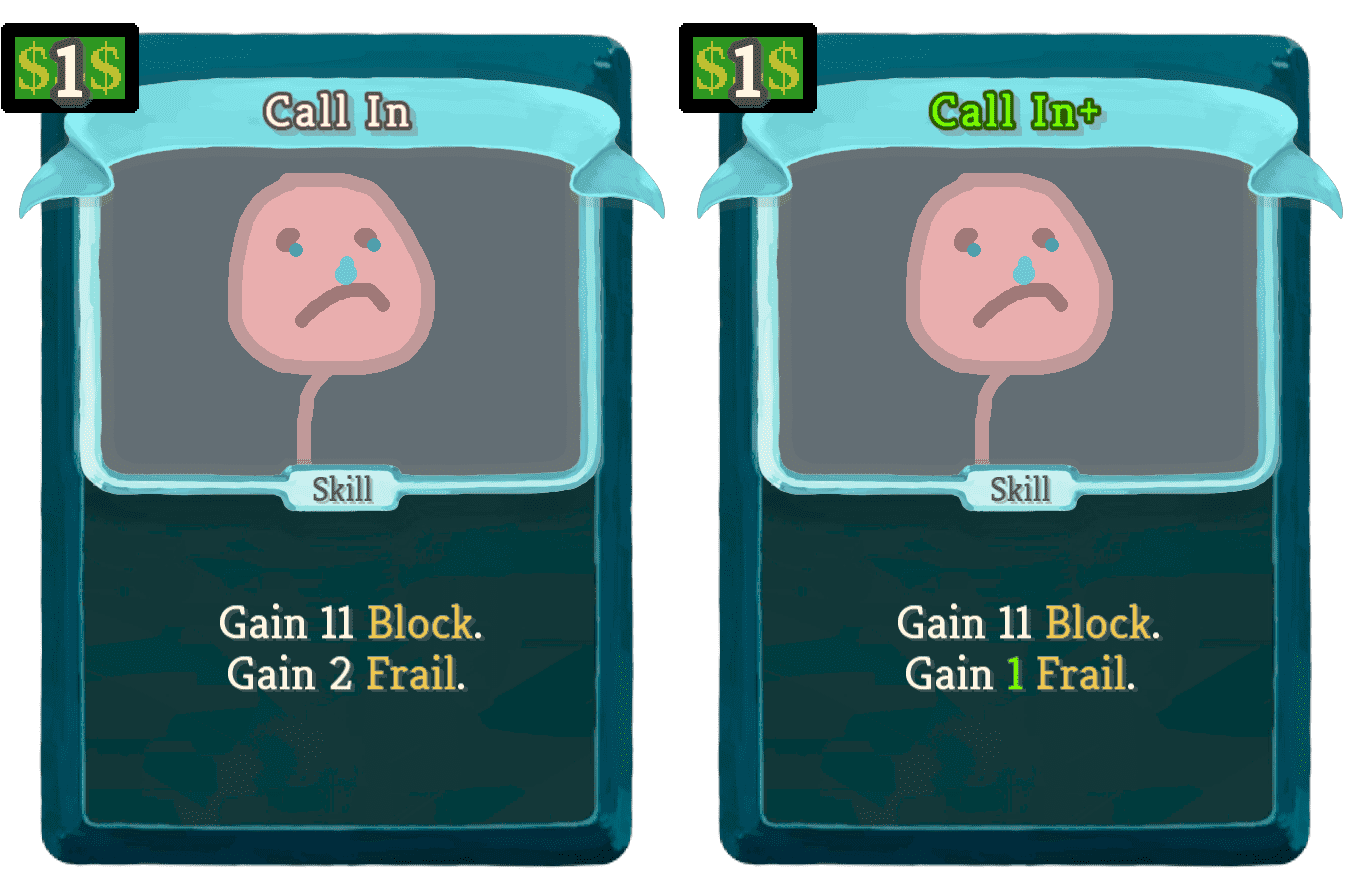 $1$
Call In
Skill
Gain 11 Block.
Gain 2 Frail.
$1$
Call In+
Skill
Gain 11 Block.
Gain 1 Frail.